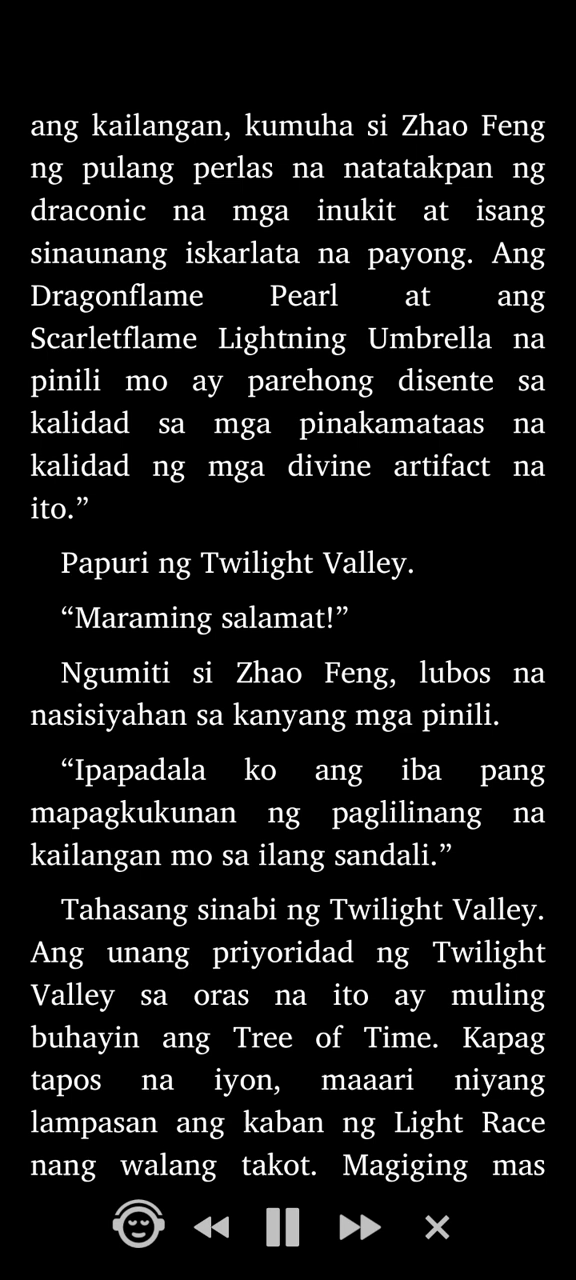 ang kailangan, kumuha si Zhao Feng
ng pulang perlas na natatakpan ng
draconic na mga inukit at isang
sinaunang iskarlata na payong. Ang
Dragonflame Pearl at ang
Scarletflame Lightning Umbrella na
pinili mo ay parehong disente sa
kalidad sa mga pinakamataas na
kalidad ng mga divine artifact na
ito.”
Papuri ng Twilight Valley.
“Maraming salamat!”
Ngumiti si Zhao Feng, lubos na
nasisiyahan sa kanyang mga pinili.
“Ipapadala ko ang iba pang
mapagkukunan ng paglilinang na
kailangan mo sa ilang sandali.”
Tahasang sinabi ng Twilight Valley.
Ang unang priyoridad ng Twilight
Valley sa oras na ito ay muling
buhayin ang Tree of Time. Kapag
tapos na iyon, maaari niyang
lampasan ang kaban ng Light Race
nang walang takot. Magiging mas